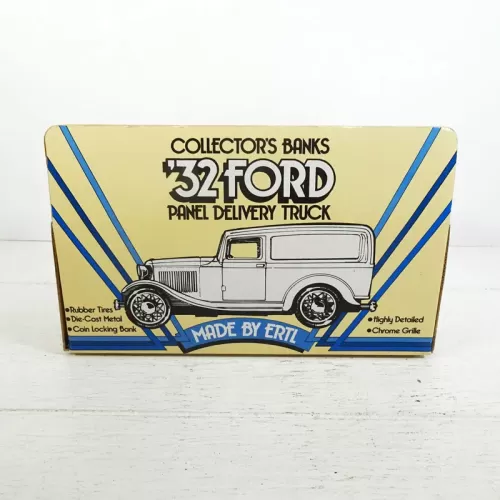 COLLECTOR'S BANKS
'32 FORD
PANEL DELIVERY TRUCK
• Rubber Tires
• Die-Cast Metal
• Coin Locking Bank
MADE BY ERTL
• Highly Detailed
• Chrome Grille